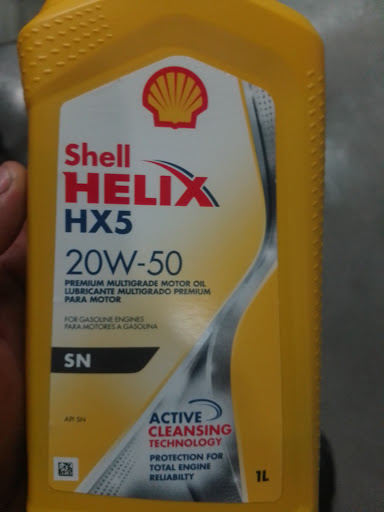 Shell
HELIX
HX5
20W-50
PREMIUM MULTIGRADE MOTOR OIL
LUBRICANTE MULTIGRADO PREMIUM
PARA MOTOR
FOR GASOLINE ENGINES
PARA MOTORES A GASOLINA
SN
API SN
ACTIVE
CLEANSING
TECHNOLOGY
PROTECTION FOR
TOTAL ENGINE
RELIABILTY
1L